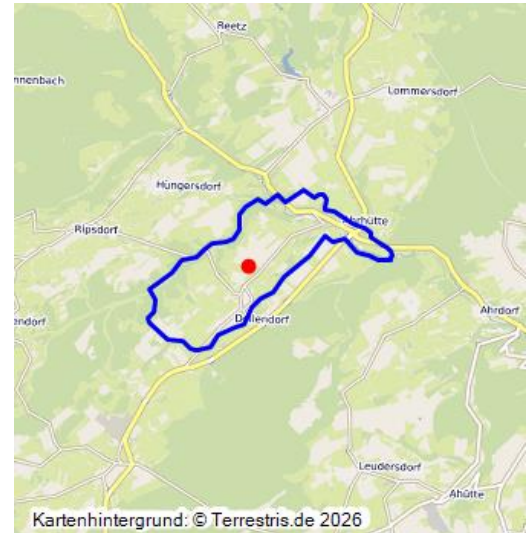 Reetz
nnenbach
Lommersdorf
Hüngersdorf
Ahrhütte
Ripsdorf
endorf
Dollendorf
Ahrdorf
Leudersdorf
Ahütte
Kartenhintergrund: © Terrestris.de 2026